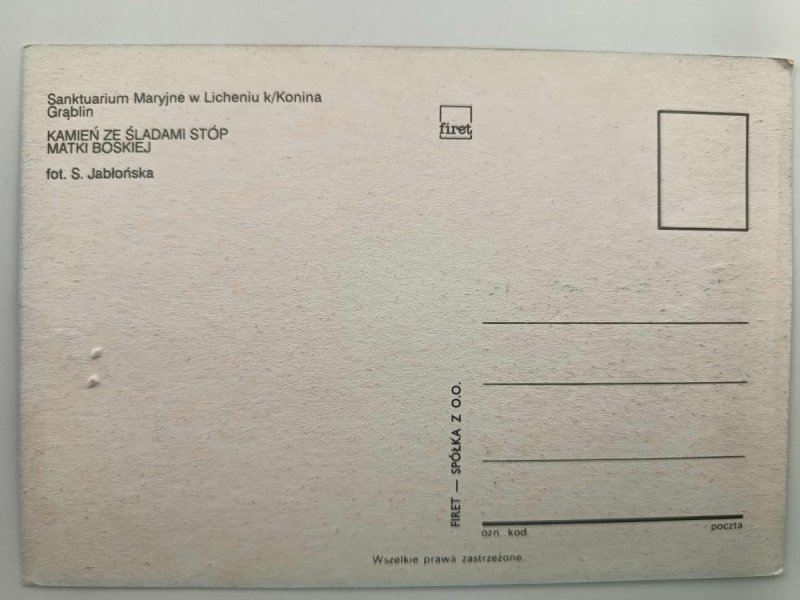 Sanktuarium Maryjne w Licheniu k/Konina
Grąblin
KAMIEŃ ZE ŚLADAMI STÓP
MATKI BOSKIEJ
fot. S. Jabłońska
firet
FIRET — SPÓŁKA Z O.O.
ozn. kod
poczta
Wszelkie prawa zastrzeżone